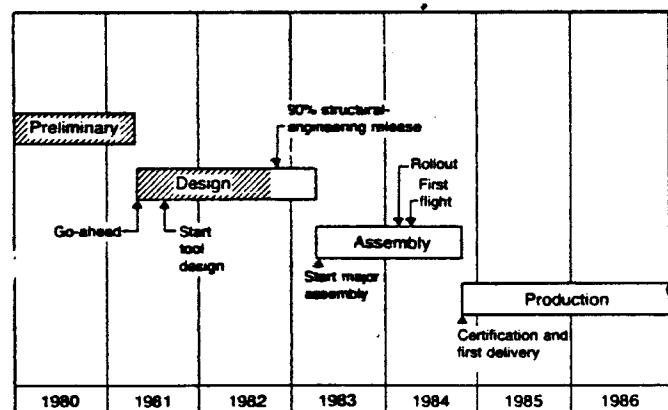 90% structural-
engineering release
Preliminary
Rollout
First
flight
Design
Go-ahead
Start
tool
design
Assembly
Start major
assembly
Production
Certification and
first delivery
1980
1981
1982
1983
1984
1985
1986